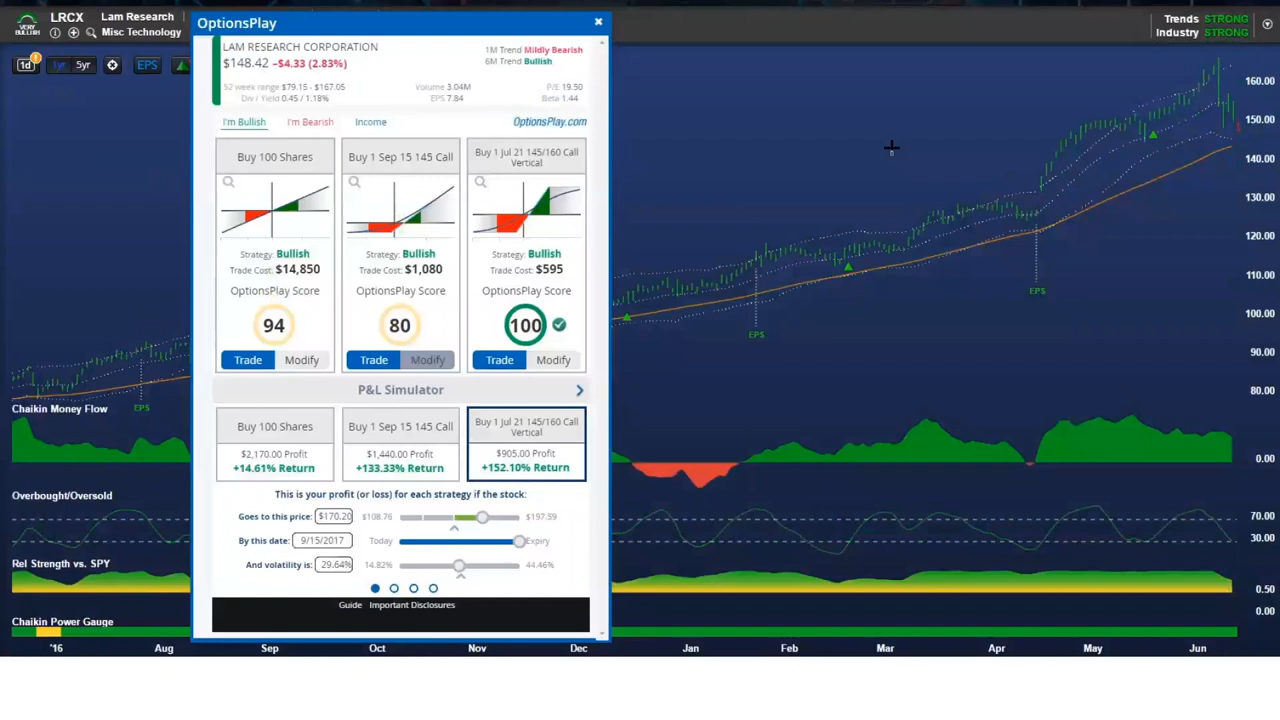 LRCX Lam Research
VERY BULLISH
Misc Technology
Trends STRONG
Industry STRONG
1d
1yr 5yr
EPS
OptionsPlay
LAM RESEARCH CORPORATION
$148.42 –$4.33 (2.83%)
1M Trend Mildly Bearish
6M Trend Bullish
52 week range $79.15 - $167.05
Volume 3.04M
P/E 19.50
Div / Yield 0.45 / 1.18%
EPS 7.84
Beta 1.44
I'm Bullish
I'm Bearish
Income
OptionsPlay.com
Buy 100 Shares
Strategy: Bullish
Trade Cost: $14,850
OptionsPlay Score
94
Trade Modify
Buy 1 Sep 15 145 Call
Strategy: Bullish
Trade Cost: $1,080
OptionsPlay Score
80
Trade Modify
Buy 1 Jul 21 145/160 Call
Vertical
Strategy: Bullish
Trade Cost: $595
OptionsPlay Score
100
Trade Modify
P&L Simulator
Buy 100 Shares
$2,170.00 Profit
+14.61% Return
Buy 1 Sep 15 145 Call
$1,440.00 Profit
+133.33% Return
Buy 1 Jul 21 145/160 Call
Vertical
$905.00 Profit
+152.10% Return
This is your profit (or loss) for each strategy if the stock:
Goes to this price: $170.20 $108.76 $197.59
By this date: 9/15/2017 Today Expiry
And volatility is: 29.64% 14.82% 44.46%
Guide Important Disclosures
160.00
150.00
140.00
130.00
120.00
110.00
100.00
90.00
80.00
EPS
EPS
EPS
Chaikin Money Flow
0.00
Overbought/Oversold
70.00
30.00
Rel Strength vs. SPY
0.50
0.00
Chaikin Power Gauge
'16 Aug Sep Oct Nov Dec Jan Feb Mar Apr May Jun